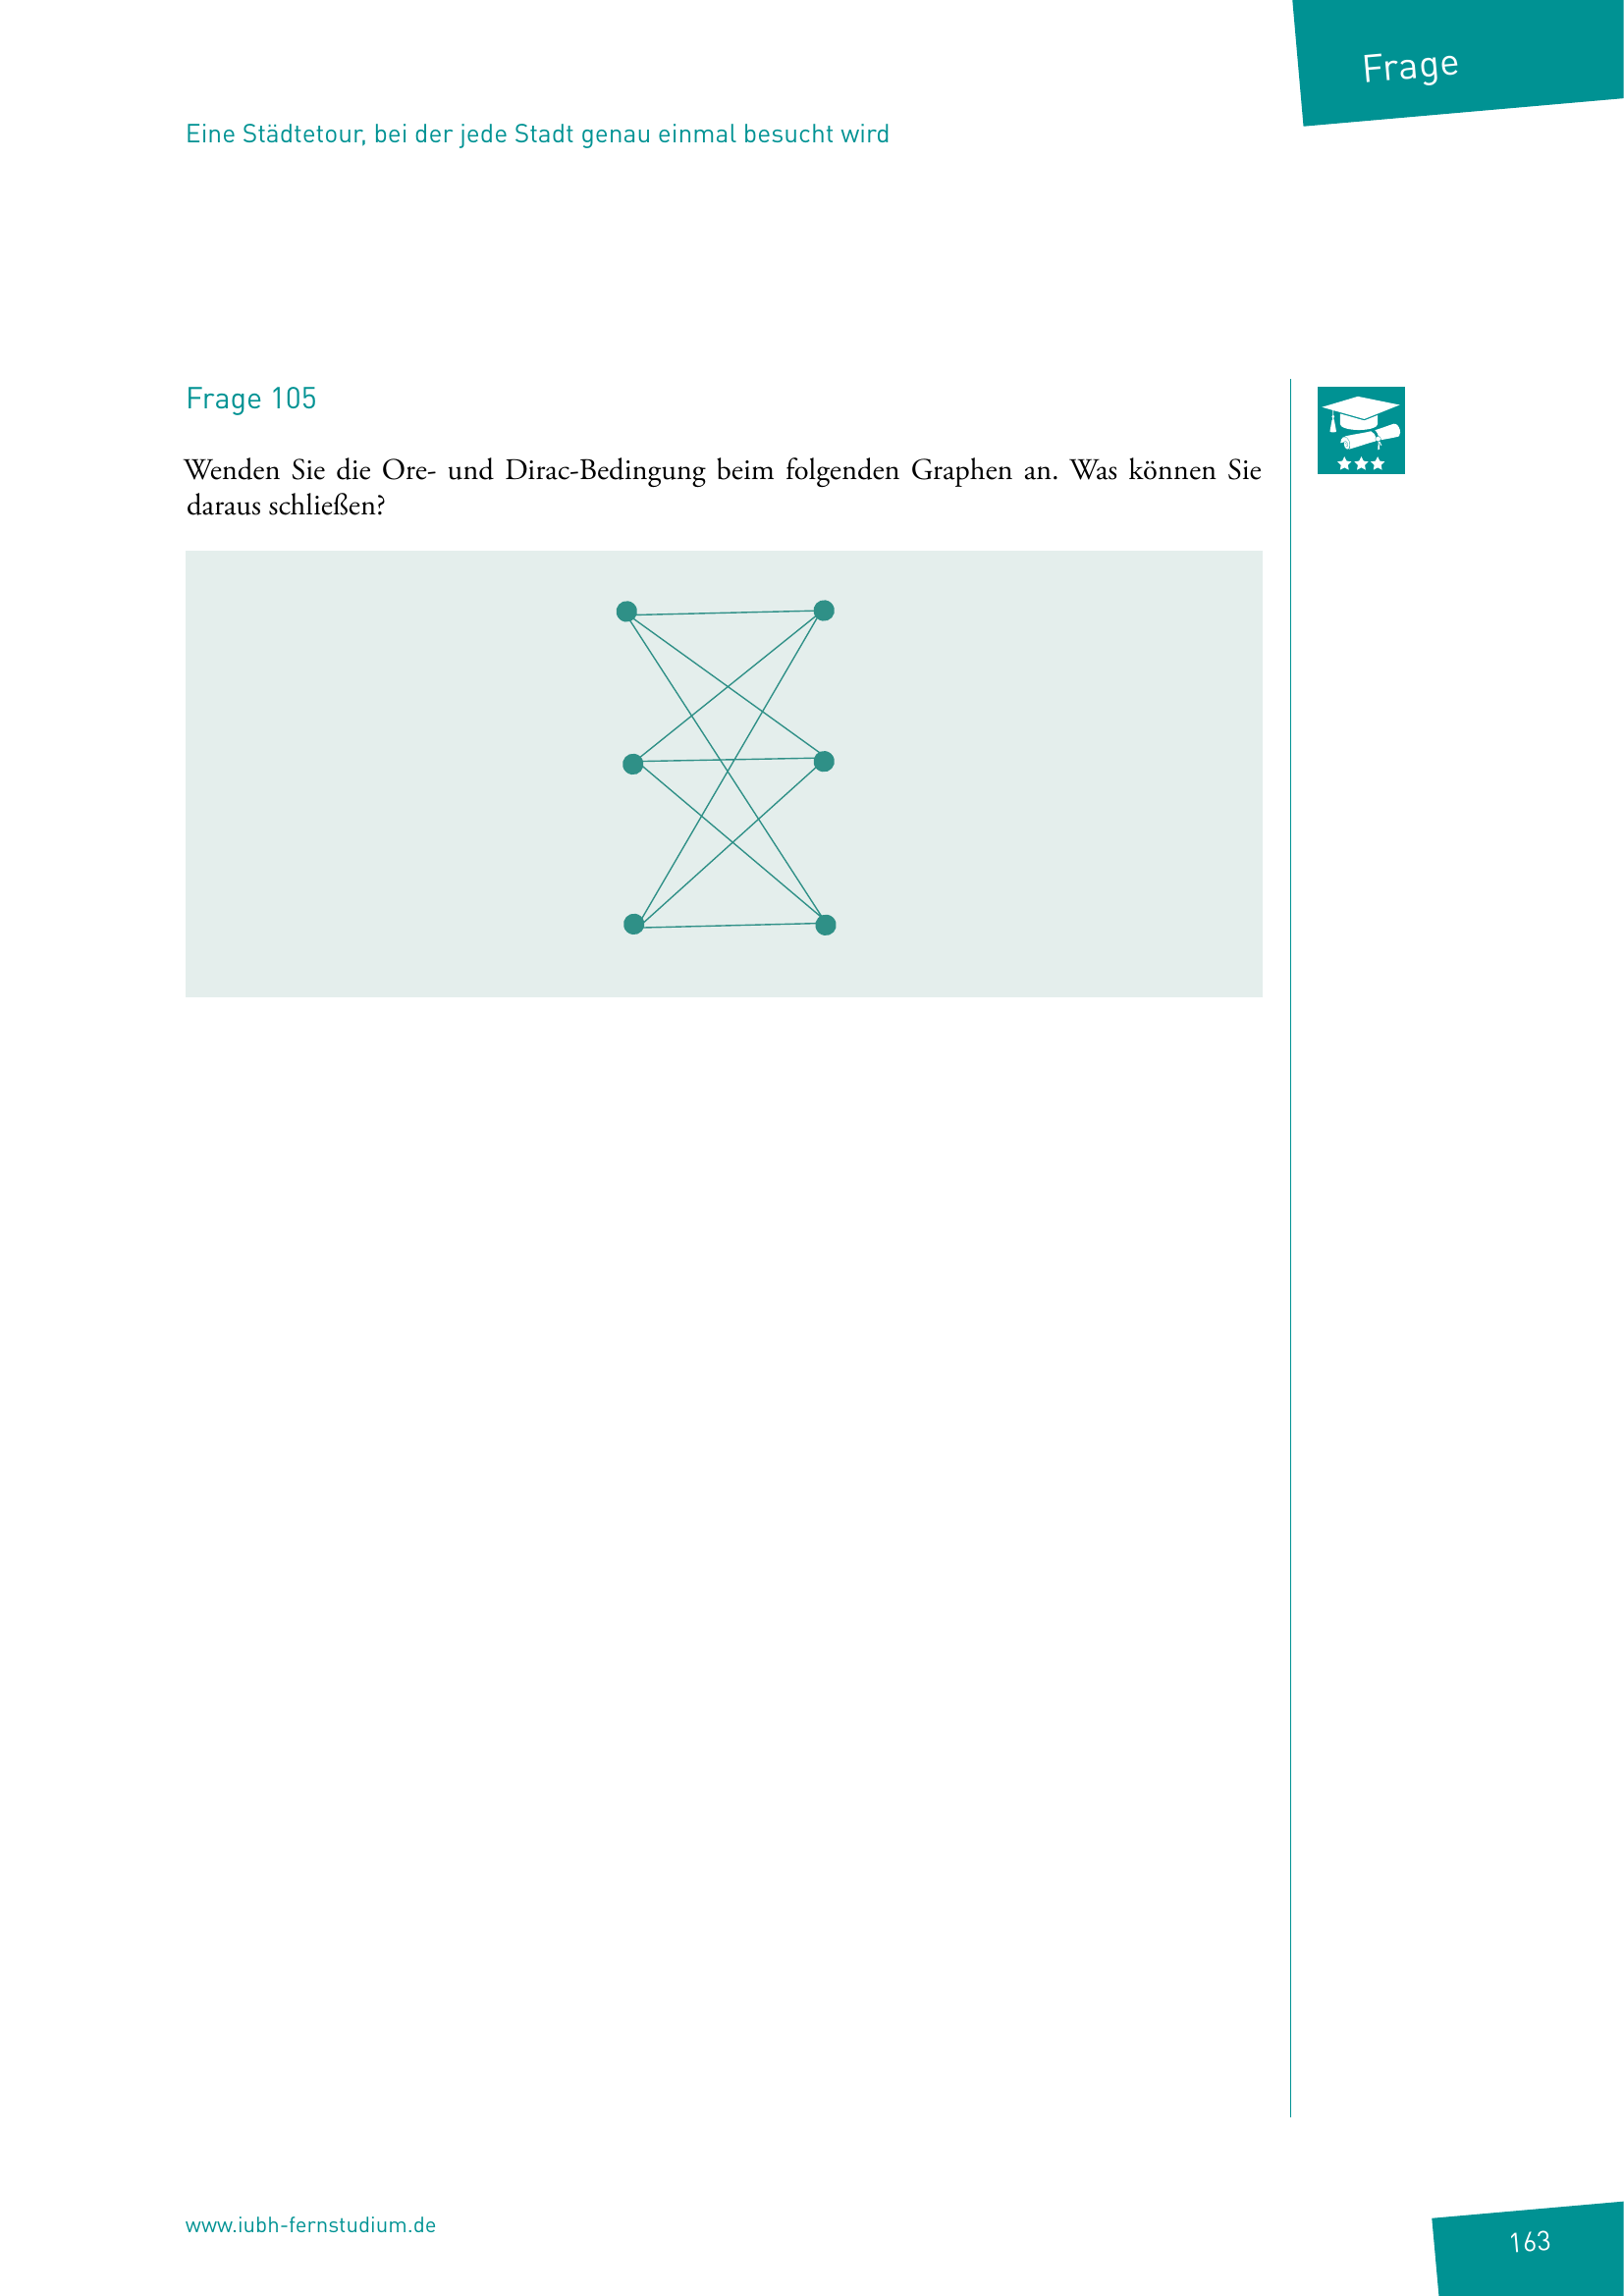 Frage
Eine Städtetour, bei der jede Stadt genau einmal besucht wird
Frage 105
Wenden Sie die Ore- und Dirac-Bedingung beim folgenden Graphen an. Was können Sie
daraus schließen?
www.iubh-fernstudium.de
163